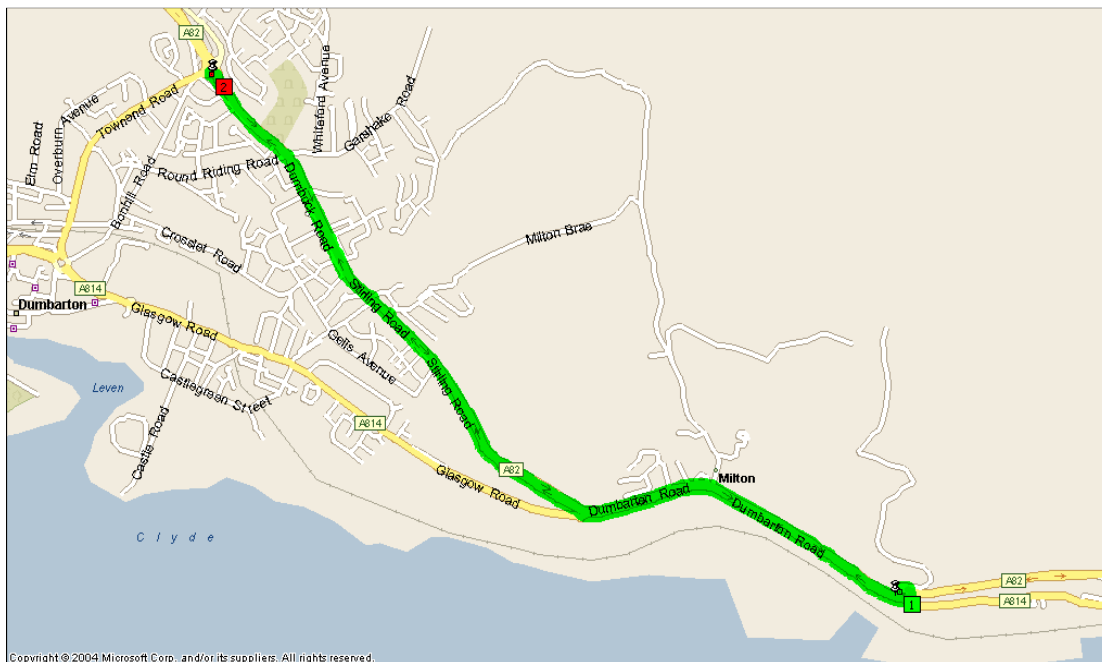 A82
2
Townend Road
Overburn Avenue
Elm Road
Bonhill Road
Round Riding Road
Whiteford Avenue
Garshake Road
Dumbuck Road
Crosslet Road
Milton Brae
A814
Dumbarton
Glasgow Road
Stirling Road
Gells Avenue
Stirling Road
Leven
Castlegreen Street
Castle Road
A814
A82
Glasgow Road
Milton
Dumbarton Road
Dumbarton Road
Clyde
A82
1
A814
Copyright © 2004 Microsoft Corp. and/or its suppliers. All rights reserved.